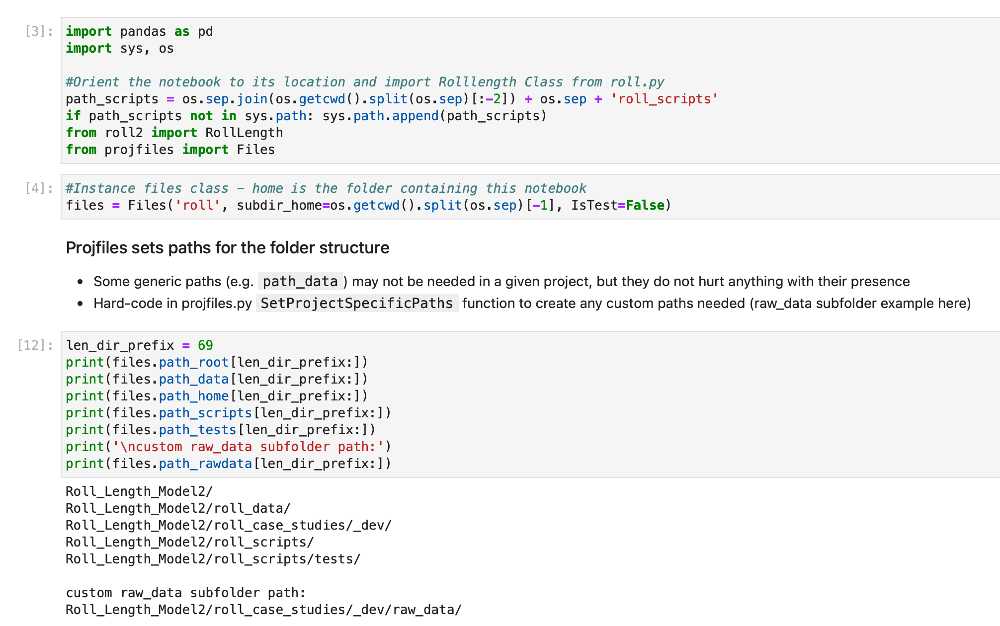 [3]: import pandas as pd
import sys, os
#Orient the notebook to its location and import Rolllength Class from roll.py
path_scripts = os.sep.join(os.getcwd().split(os.sep)[:-2]) + os.sep + 'roll_scripts'
if path_scripts not in sys.path: sys.path.append(path_scripts)
from roll2 import RollLength
from projfiles import Files
[4]: #Instance files class – home is the folder containing this notebook
files = Files('roll', subdir_home=os.getcwd().split(os.sep)[-1], IsTest=False)
Projfiles sets paths for the folder structure
• Some generic paths (e.g. path_data ) may not be needed in a given project, but they do not hurt anything with their presence
• Hard-code in projfiles.py SetProjectSpecificPaths function to create any custom paths needed (raw_data subfolder example here)
[12]: len_dir_prefix = 69
print(files.path_root[len_dir_prefix:])
print(files.path_data[len_dir_prefix:])
print(files.path_home[len_dir_prefix:])
print(files.path_scripts[len_dir_prefix:])
print(files.path_tests[len_dir_prefix:])
print('\ncustom raw_data subfolder path:')
print(files.path_rawdata[len_dir_prefix:])
Roll_Length_Model2/
Roll_Length_Model2/roll_data/
Roll_Length_Model2/roll_case_studies/_dev/
Roll_Length_Model2/roll_scripts/
Roll_Length_Model2/roll_scripts/tests/
custom raw_data subfolder path:
Roll_Length_Model2/roll_case_studies/_dev/raw_data/